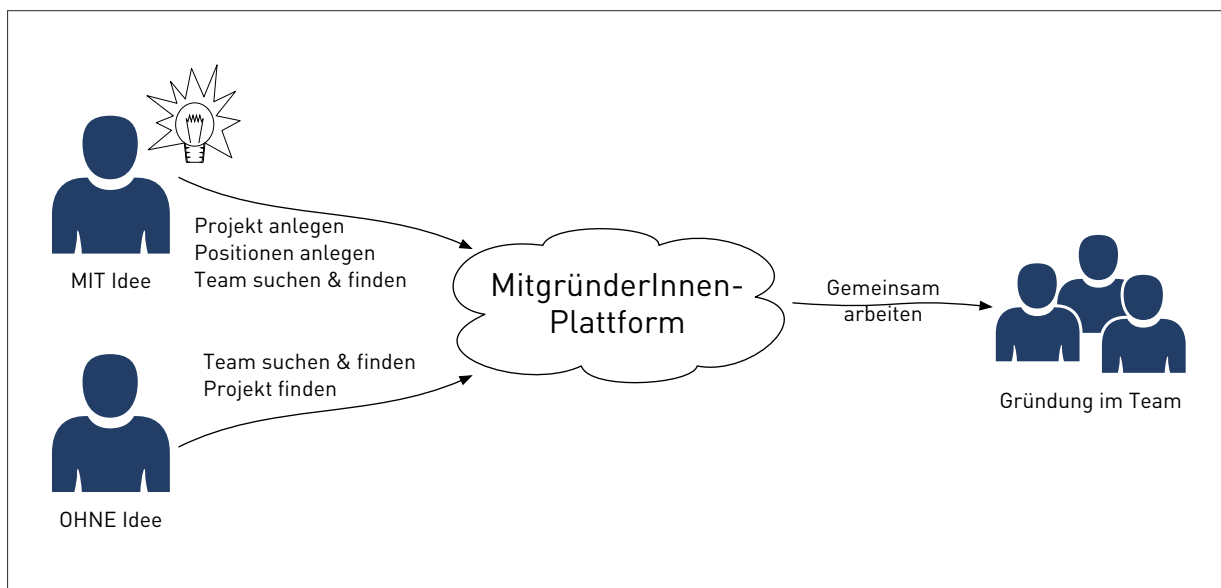 Projekt anlegen
Positionen anlegen
Team suchen & finden
MIT Idee
MitgründerInnen-
Plattform
Gemeinsam
arbeiten
Team suchen & finden
Projekt finden
Gründung im Team
OHNE Idee